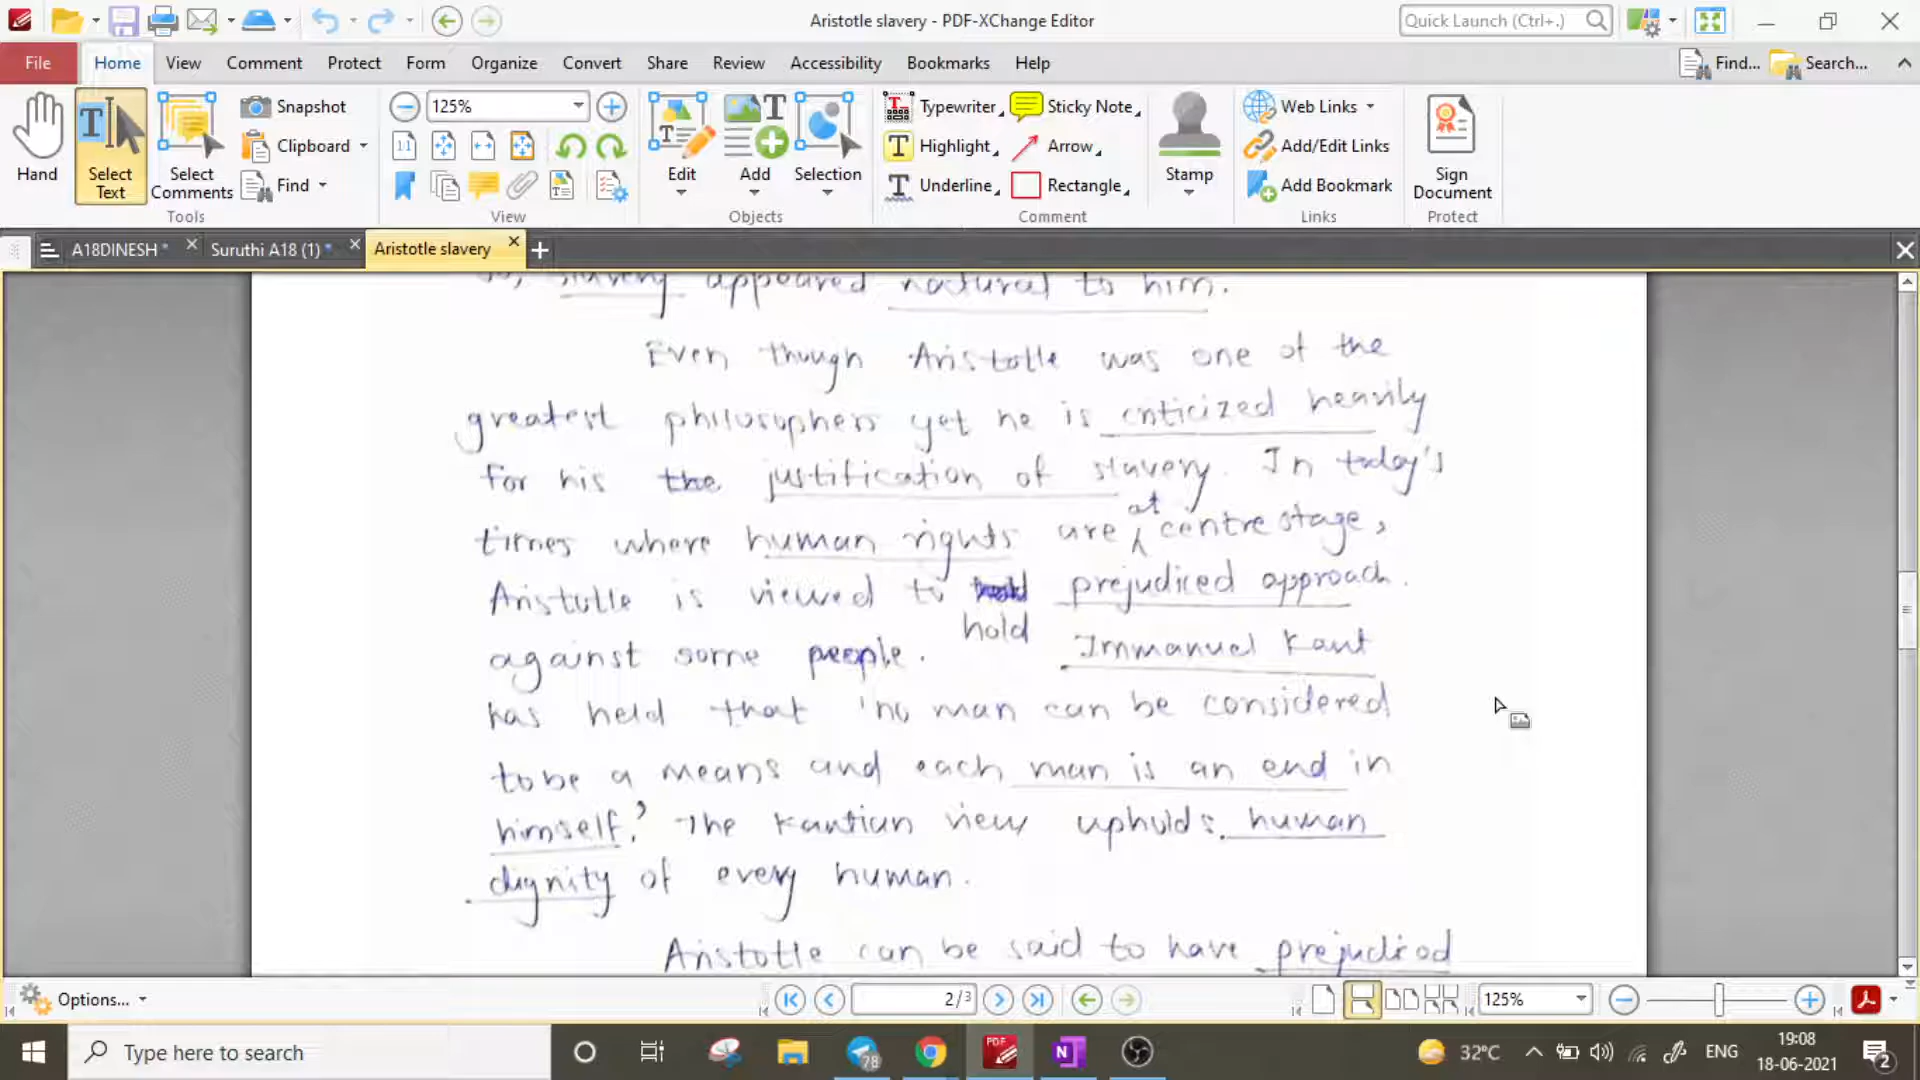 Aristotle slavery - PDF-XChange Editor
Quick Launch (Ctrl+.)
File Home View Comment Protect Form Organize Convert Share Review Accessibility Bookmarks Help Find... Search...
Hand
Select Text
Select Comments
Snapshot
Clipboard
Find
Tools
125%
View
Edit
Add
Selection
Objects
Typewriter
Highlight
Underline
Sticky Note
Arrow
Rectangle
Comment
Stamp
Web Links
Add/Edit Links
Add Bookmark
Links
Sign Document
Protect
A18DINESH * Suruthi A18 (1) * Aristotle slavery
so, slavery appeared natural to him.
Even though Aristotle was one of the
greatest philosophers yet he is criticized heavily
for his the justification of slavery. In today's
times where human rights are at centre stage,
Aristotle is viewed to hold prejudiced approach.
against some people. Immanuel Kant
has held that 'no man can be considered
to be a means and each man is an end in
himself.' The Kantian view upholds human
dignity of every human.
Aristotle can be said to have prejudiced
Options... 2/3 125%
Type here to search
78
32°C ENG
19:08
18-06-2021
2